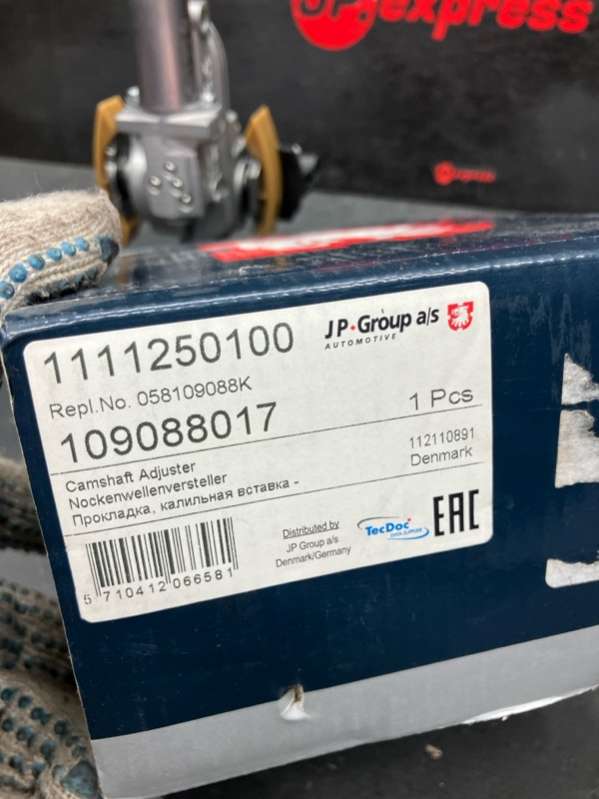 express
express
1111250100
JP Group a/s
AUTOMOTIVE
Repl.No. 058109088K
109088017
1 Pcs
Camshaft Adjuster
Nockenwellenversteller
Прокладка, калильная вставка -
112110891
Denmark
5 710412 066581
Distributed by
JP Group a/s
Denmark/Germany
TecDoc
EAC